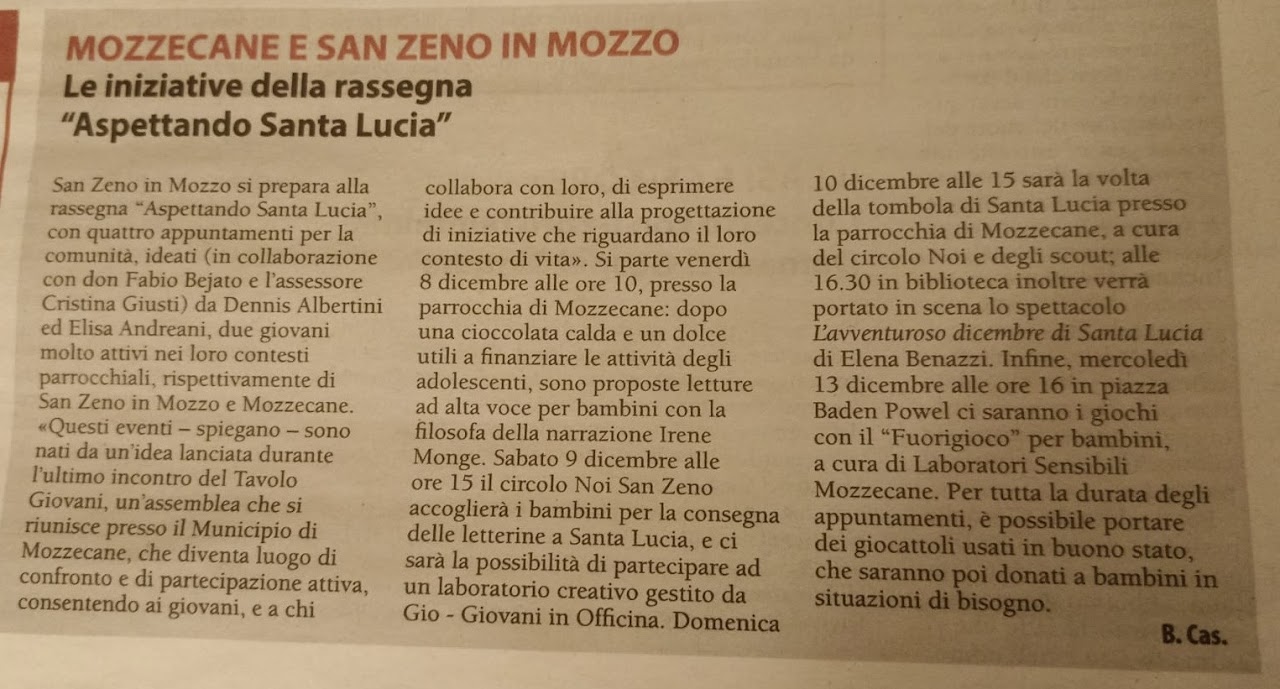 MOZZECANE E SAN ZENO IN MOZZO
Le iniziative della rassegna
“Aspettando Santa Lucia”
San Zeno in Mozzo si prepara alla
rassegna “Aspettando Santa Lucia”,
con quattro appuntamenti per la
comunità, ideati (in collaborazione
con don Fabio Bejato e l’assessore
Cristina Giusti) da Dennis Albertini
ed Elisa Andreani, due giovani
molto attivi nei loro contesti
parrocchiali, rispettivamente di
San Zeno in Mozzo e Mozzecane.
«Questi eventi – spiegano – sono
nati da un’idea lanciata durante
l’ultimo incontro del Tavolo
Giovani, un’assemblea che si
riunisce presso il Municipio di
Mozzecane, che diventa luogo di
confronto e di partecipazione attiva,
consentendo ai giovani, e a chi
collabora con loro, di esprimere
idee e contribuire alla progettazione
di iniziative che riguardano il loro
contesto di vita». Si parte venerdì
8 dicembre alle ore 10, presso la
parrocchia di Mozzecane: dopo
una cioccolata calda e un dolce
utili a finanziare le attività degli
adolescenti, sono proposte letture
ad alta voce per bambini con la
filosofa della narrazione Irene
Monge. Sabato 9 dicembre alle
ore 15 il circolo Noi San Zeno
accoglierà i bambini per la consegna
delle letterine a Santa Lucia, e ci
sarà la possibilità di partecipare ad
un laboratorio creativo gestito da
Gio - Giovani in Officina. Domenica
10 dicembre alle 15 sarà la volta
della tombola di Santa Lucia presso
la parrocchia di Mozzecane, a cura
del circolo Noi e degli scout; alle
16.30 in biblioteca inoltre verrà
portato in scena lo spettacolo
L’avventuroso dicembre di Santa Lucia
di Elena Benazzi. Infine, mercoledì
13 dicembre alle ore 16 in piazza
Baden Powel ci saranno i giochi
con il “Fuorigioco” per bambini,
a cura di Laboratori Sensibili
Mozzecane. Per tutta la durata degli
appuntamenti, è possibile portare
dei giocattoli usati in buono stato,
che saranno poi donati a bambini in
situazioni di bisogno.
B. Cas.